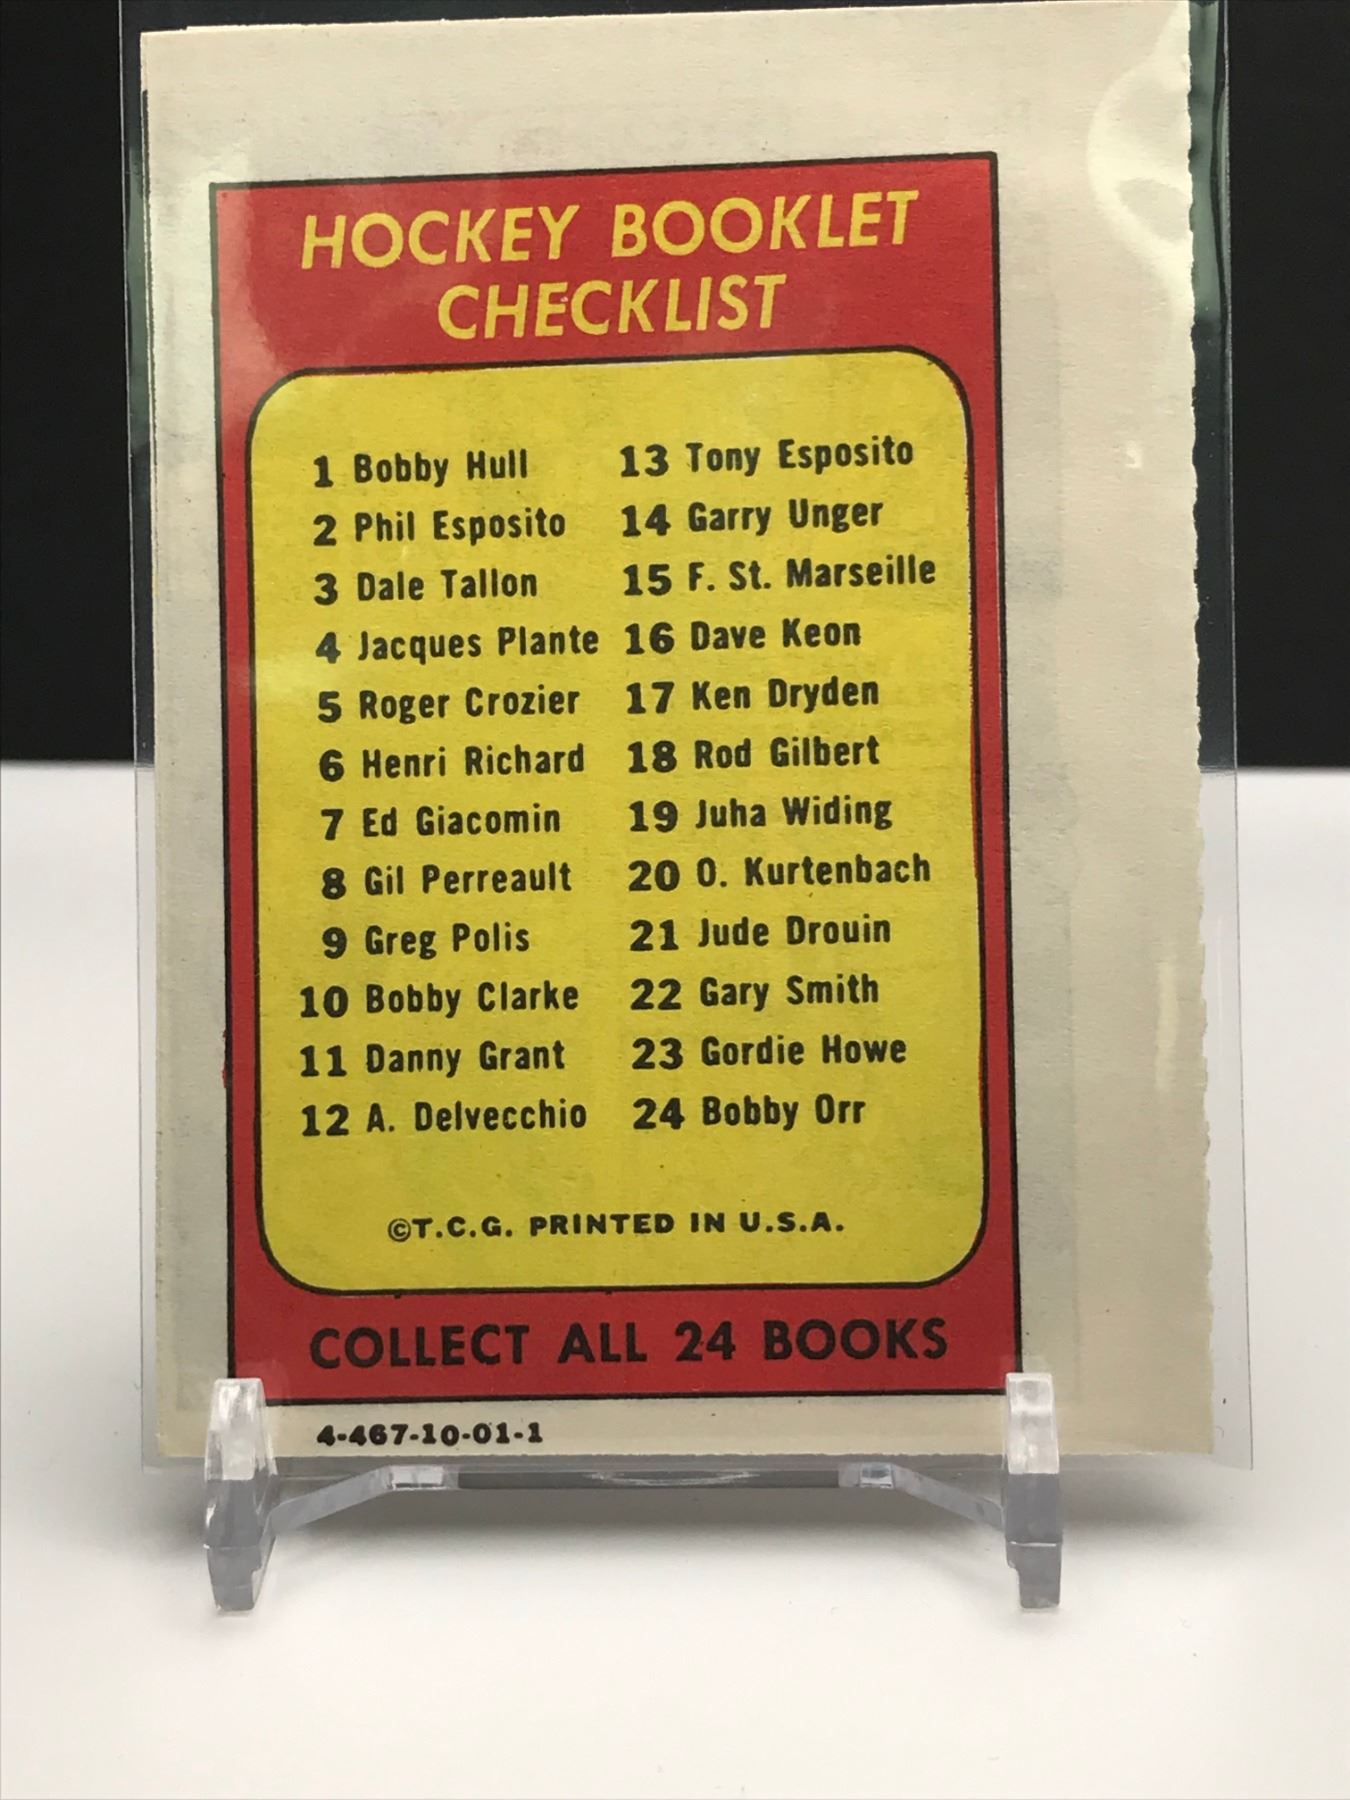 HOCKEY BOOKLET
CHECKLIST
1 Bobby Hull
2 Phil Esposito
3 Dale Tallon
4 Jacques Plante
5 Roger Crozier
6 Henri Richard
7 Ed Giacomin
8 Gil Perreault
9 Greg Polis
10 Bobby Clarke
11 Danny Grant
12 A. Delvecchio
13 Tony Esposito
14 Garry Unger
15 F. St. Marseille
16 Dave Keon
17 Ken Dryden
18 Rod Gilbert
19 Juha Widing
20 O. Kurtenbach
21 Jude Drouin
22 Gary Smith
23 Gordie Howe
24 Bobby Orr
©T.C.G. PRINTED IN U.S.A.
COLLECT ALL 24 BOOKS
4-467-10-01-1